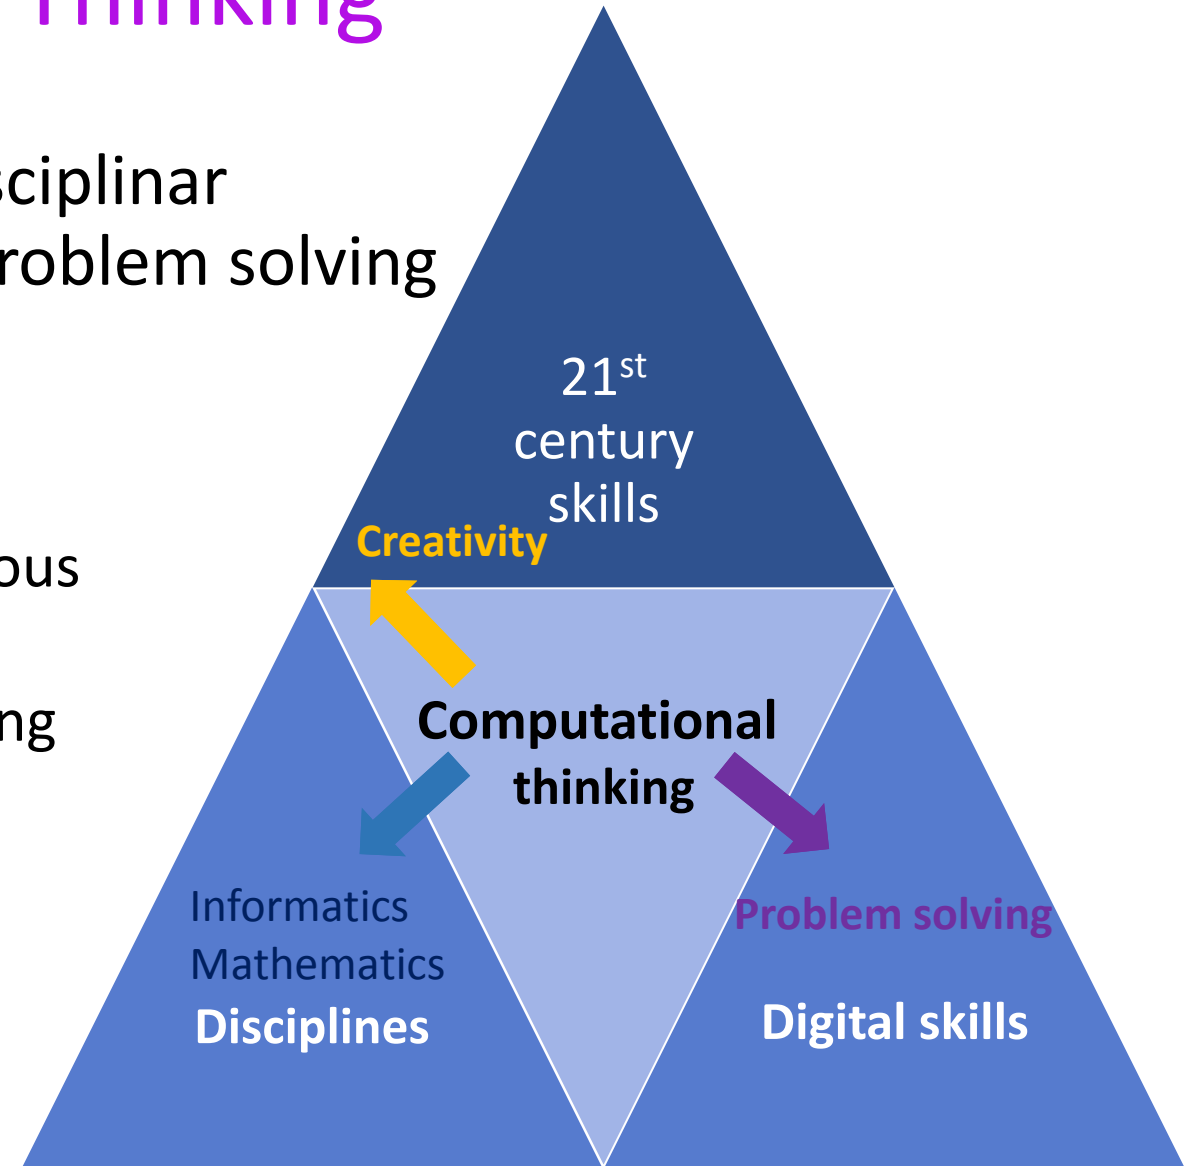 Thinking
sciplinar
roblem solving
ous
ng
21st
century
skills
Creativity
Computational
thinking
Informatics
Mathematics
Disciplines
Problem solving
Digital skills